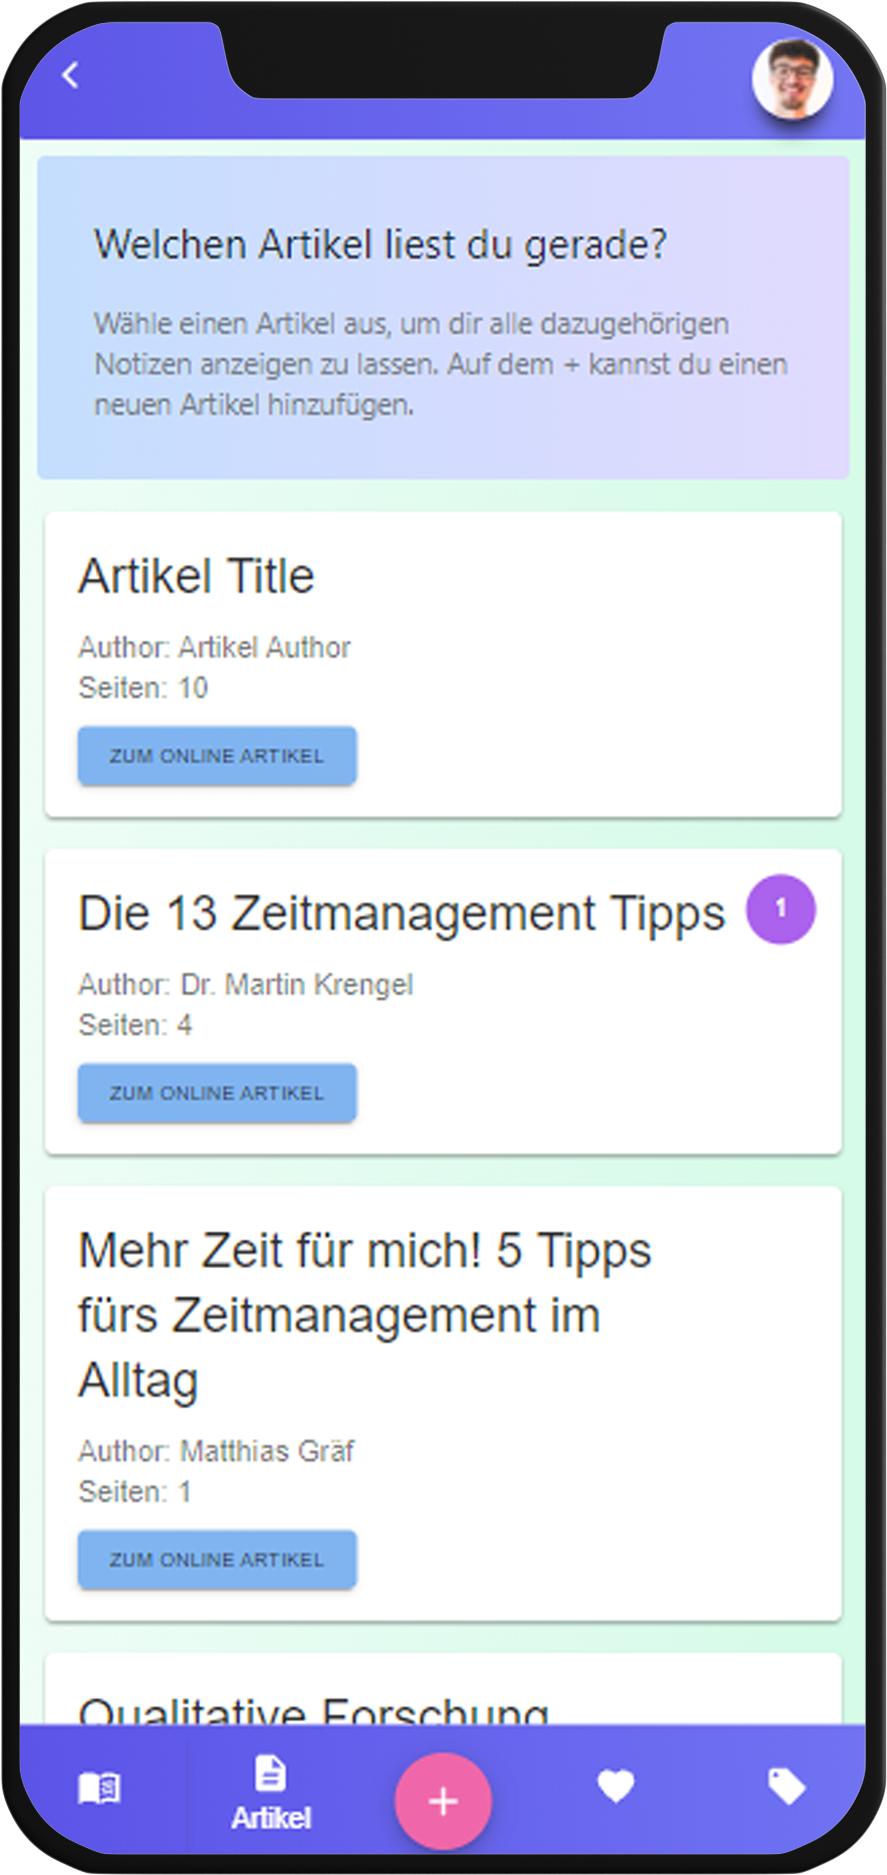 Welchen Artikel liest du gerade?
Wähle einen Artikel aus, um dir alle dazugehörigen
Notizen anzeigen zu lassen. Auf dem + kannst du einen
neuen Artikel hinzufügen.
Artikel Title
Author: Artikel Author
Seiten: 10
ZUM ONLINE ARTIKEL
Die 13 Zeitmanagement Tipps
1
Author: Dr. Martin Krengel
Seiten: 4
ZUM ONLINE ARTIKEL
Mehr Zeit für mich! 5 Tipps
fürs Zeitmanagement im
Alltag
Author: Matthias Gräf
Seiten: 1
ZUM ONLINE ARTIKEL
Qualitative Forschung
Artikel
+